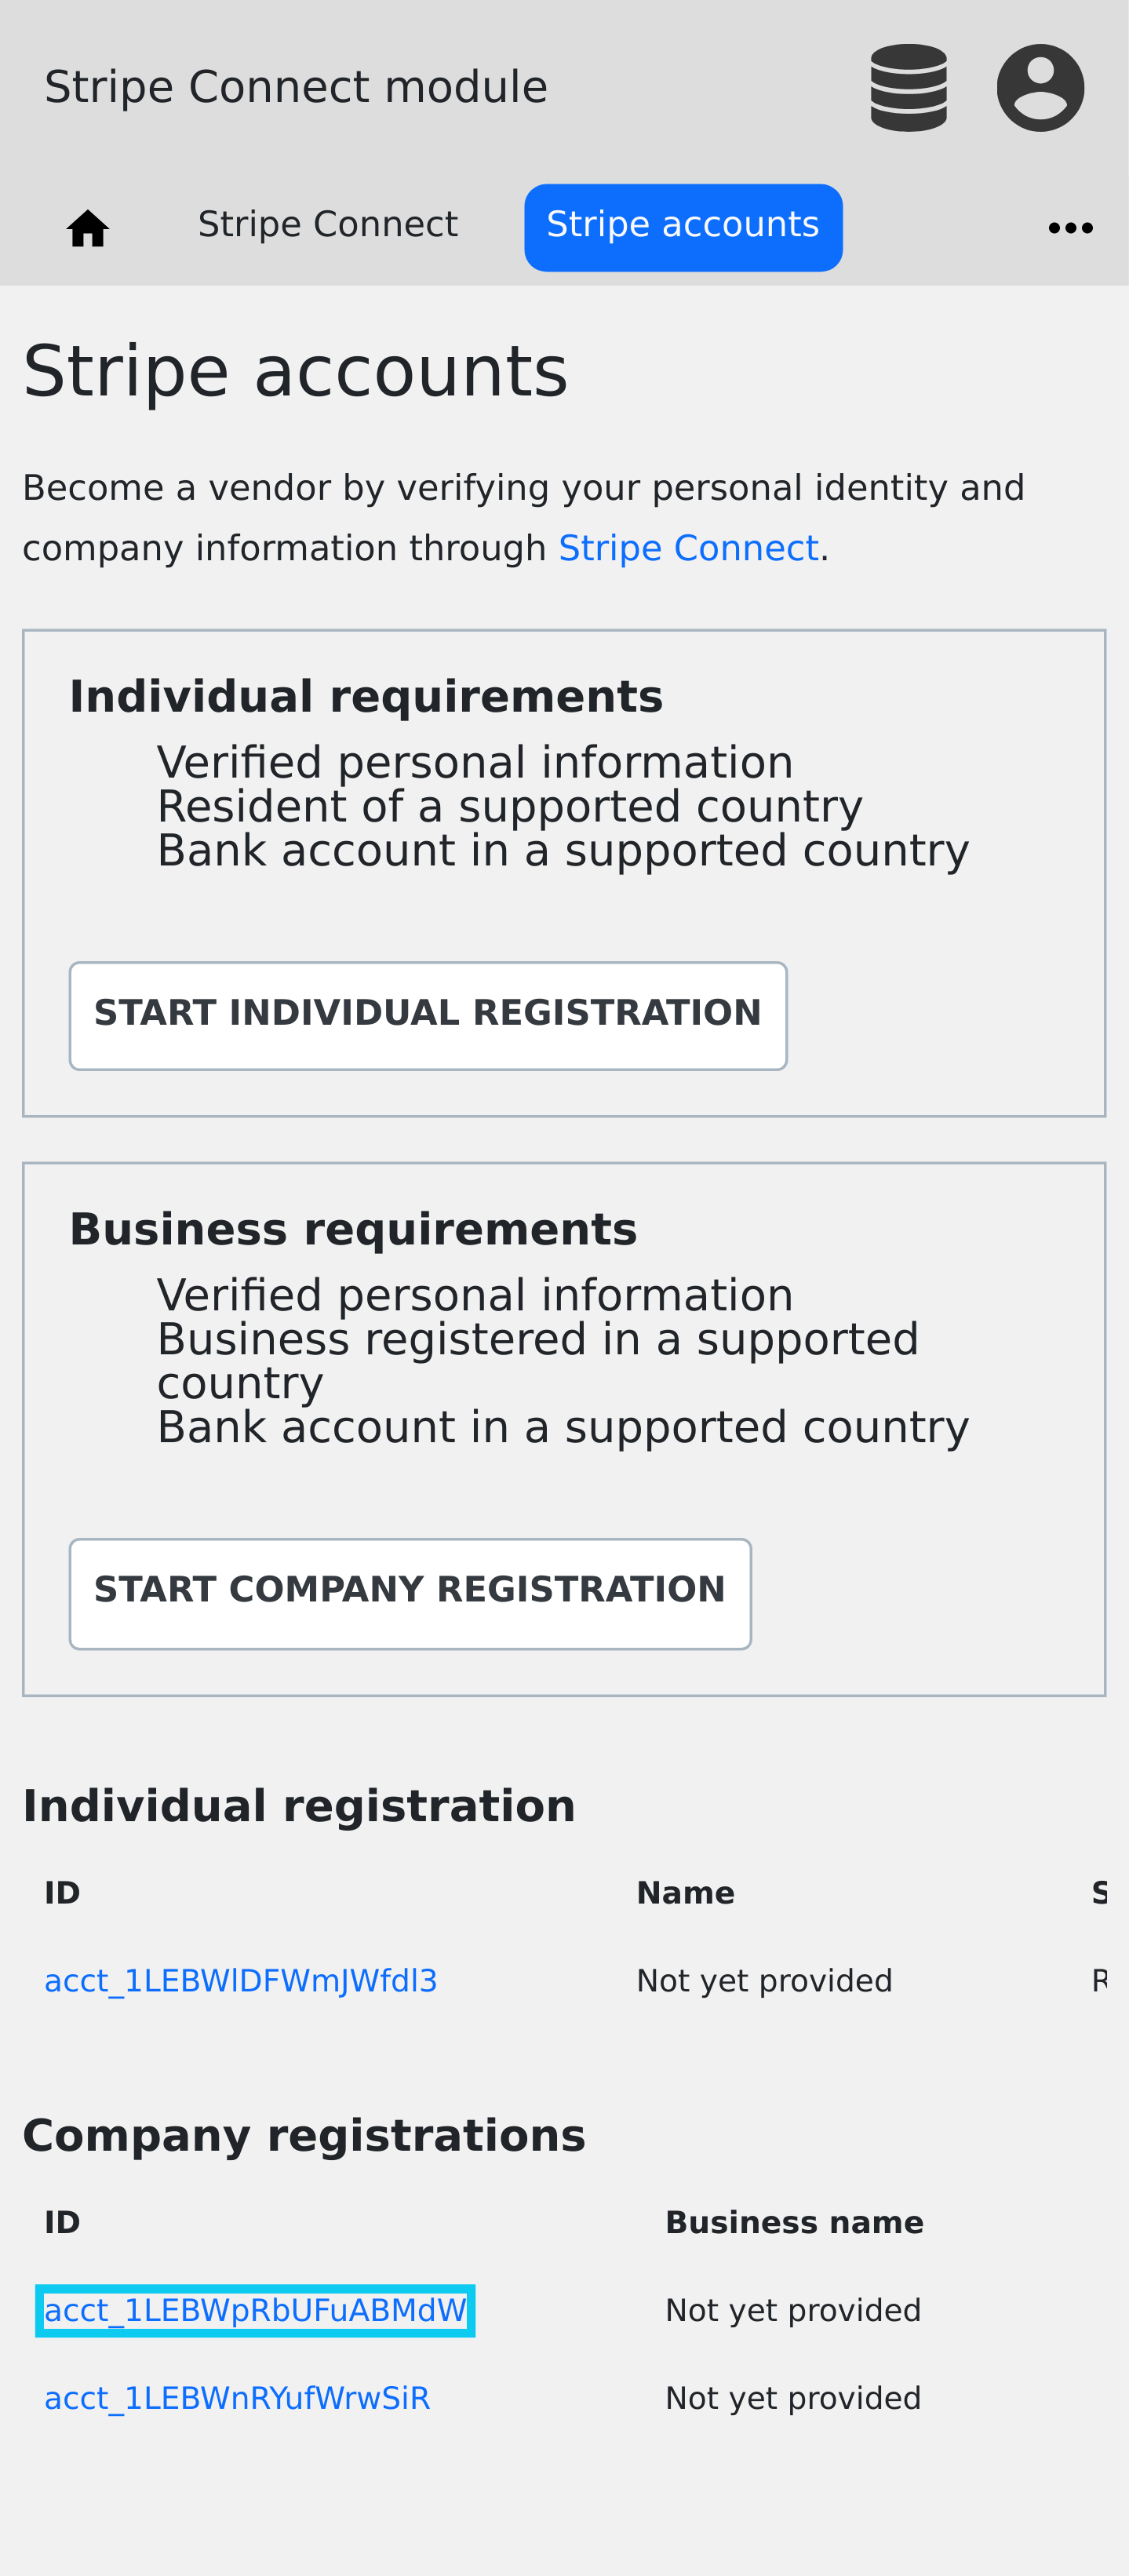 Stripe Connect module
Stripe Connect
Stripe accounts
Stripe accounts
Become a vendor by verifying your personal identity and
company information through Stripe Connect.
Individual requirements
Verified personal information
Resident of a supported country
Bank account in a supported country
START INDIVIDUAL REGISTRATION
Business requirements
Verified personal information
Business registered in a supported
country
Bank account in a supported country
START COMPANY REGISTRATION
Individual registration
ID Name
acct_1LEBWlDFWmJWfdl3 Not yet provided
Company registrations
ID Business name
acct_1LEBWpRbUFuABMdW Not yet provided
acct_1LEBWnRYufWrwSiR Not yet provided